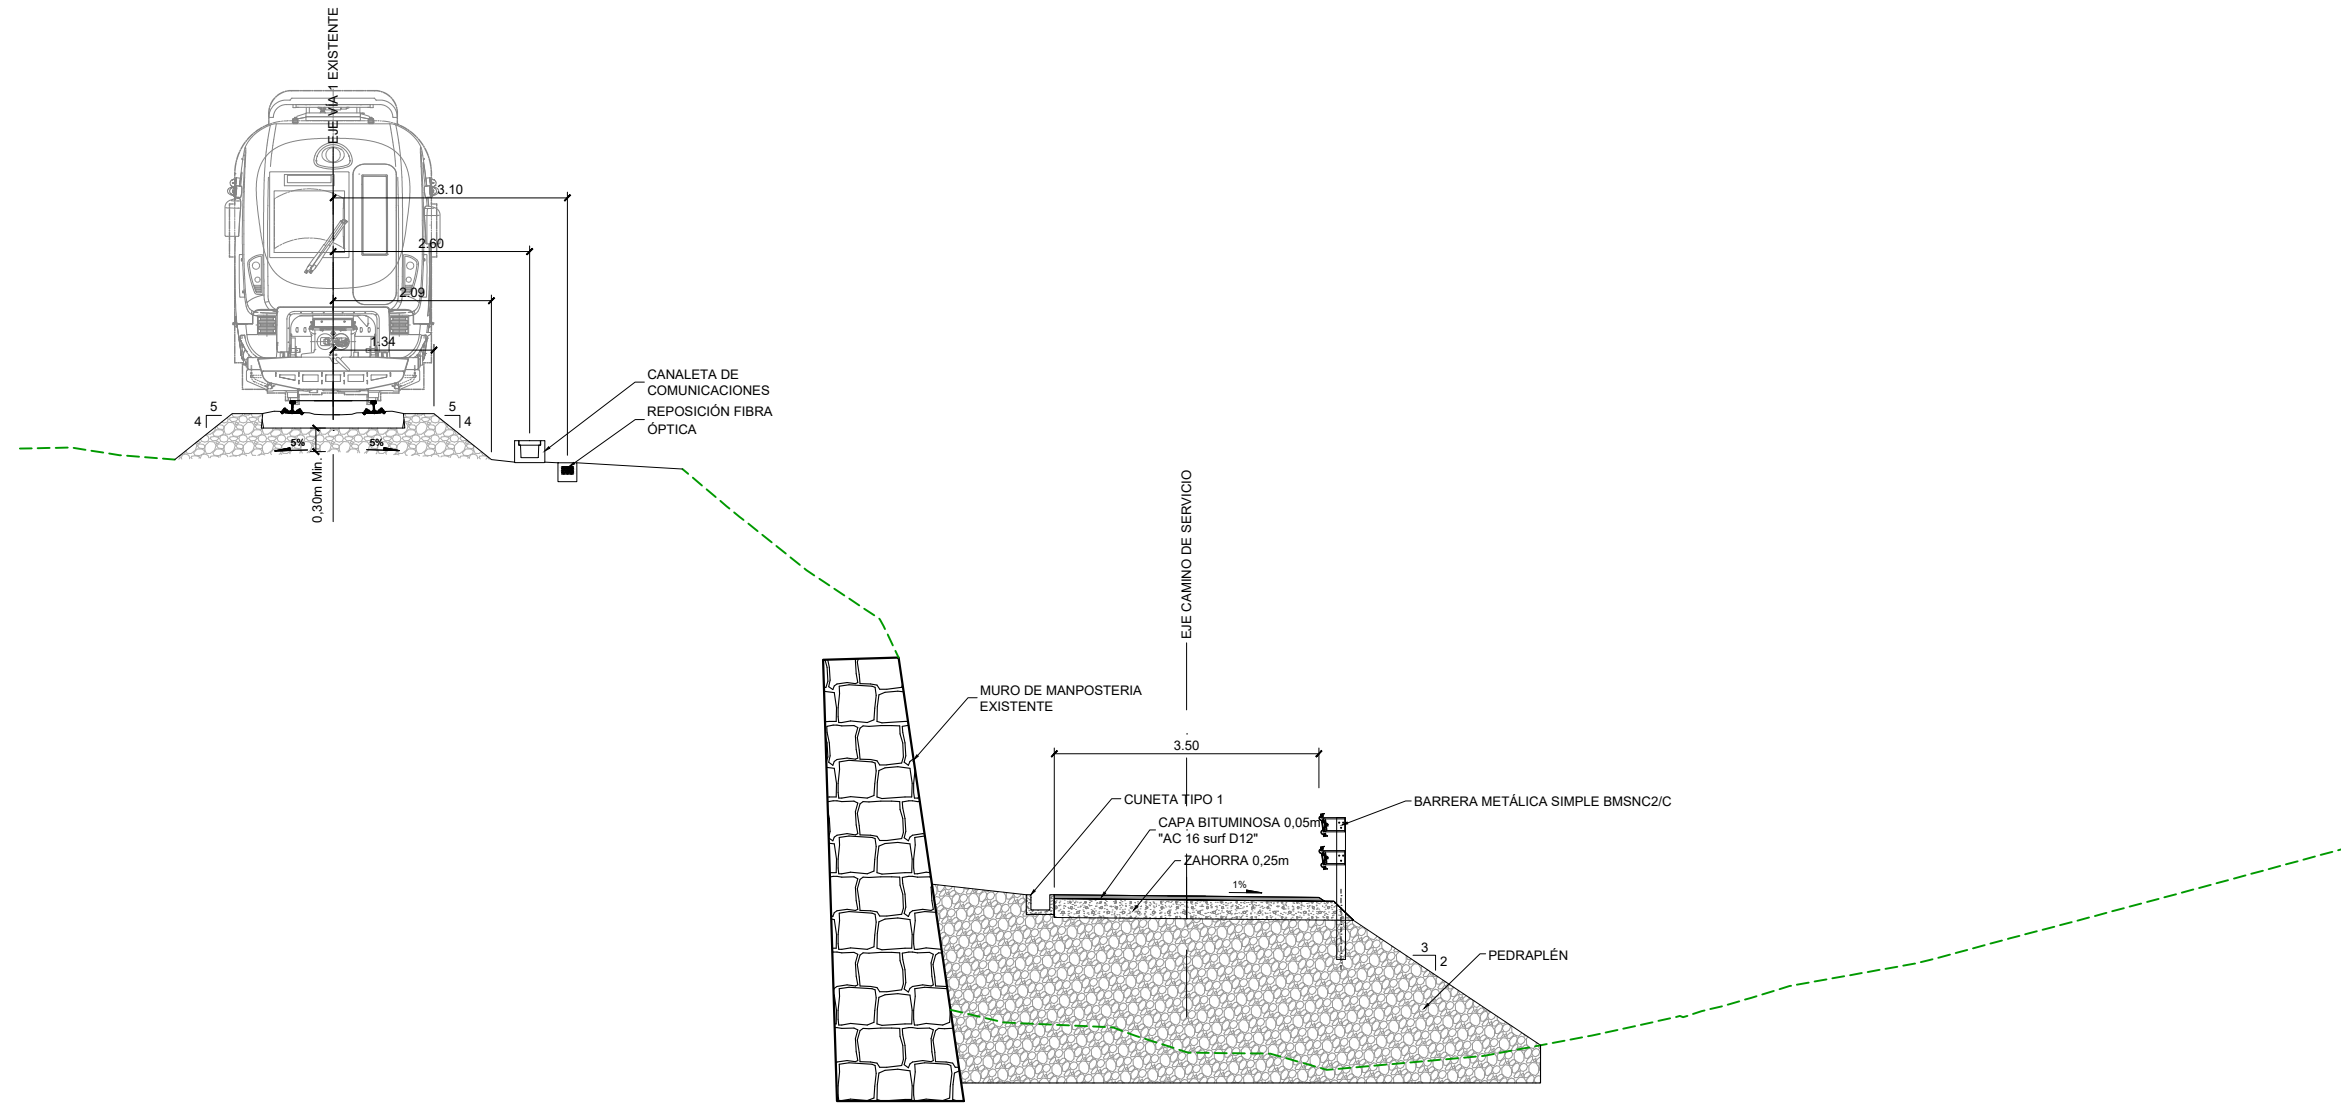 EJE VÍA 1 EXISTENTE
3.10
2.60
2.09
1.34
CANALETA DE
COMUNICACIONES
REPOSICIÓN FIBRA
ÓPTICA
5
4
5
4
5%
5%
0,30m Min.
EJE CAMINO DE SERVICIO
MURO DE MANPOSTERIA
EXISTENTE
3.50
CUNETA TIPO 1
CAPA BITUMINOSA 0,05m
"AC 16 surf D12"
ZAHORRA 0,25m
1%
BARRERA METÁLICA SIMPLE BMSNC2/C
3
2
PEDRAPLÉN